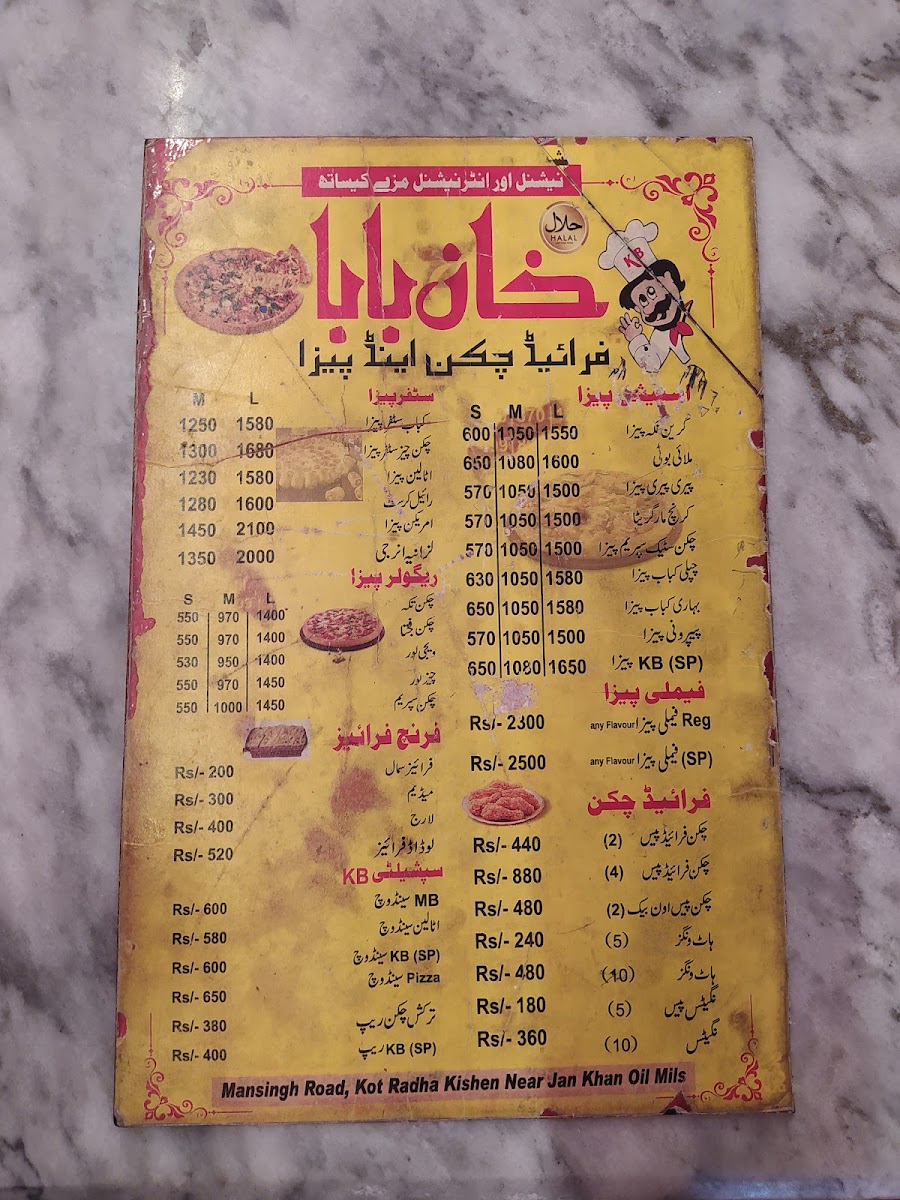 نیشنل اور انٹرنیشنل مزے کیساتھ
حلال
HALAL
خان بابا
KB
فرائیڈ چکن اینڈ پیزا
اسپیشل پیزا
S M L
گرین تکہ پیزا 600 1050 1550
ملائی بوٹی 650 1080 1600
پیری پیری پیزا 570 1050 1500
کرنچ مارگریٹا 570 1050 1500
چکن سٹیک سپریم پیزا 570 1050 1500
چپلی کباب پیزا 630 1050 1580
بہاری کباب پیزا 650 1050 1580
پیپرونی پیزا 570 1050 1500
KB (SP) پیزا 650 1080 1650
فیملی پیزا
Reg فیملی پیزا any Flavour Rs/- 2300
(SP) فیملی پیزا any Flavour Rs/- 2500
فرائیڈ چکن
چکن فرائیڈ پیس (2) Rs/- 440
چکن فرائیڈ پیس (4) Rs/- 880
چکن پیس اون بیک (2) Rs/- 480
ہاٹ ونگز (5) Rs/- 240
ہاٹ ونگز (10) Rs/- 480
نگیٹس پیس (5) Rs/- 180
نگیٹس (10) Rs/- 360
سٹفر پیزا
M L
کباب سٹفر پیزا 1250 1580
چکن چیز سٹفر پیزا 1300 1680
اٹالین پیزا 1230 1580
رائیل کرسٹ 1280 1600
امریکن پیزا 1450 2100
لزانیہ انرجی 1350 2000
ریگولر پیزا
S M L
چکن تکہ 550 970 1400
چکن فجیتا 550 970 1400
ویجی لور 530 950 1400
چیز لور 550 970 1450
چکن سپریم 550 1000 1450
فرنچ فرائیز
فرائیز سمال Rs/- 200
میڈیم Rs/- 300
لارج Rs/- 400
لوڈاڈ فرائیز Rs/- 520
سپشیلٹی KB
MB سینڈوچ Rs/- 600
اٹالین سینڈوچ Rs/- 580
KB (SP) سینڈوچ Rs/- 600
Pizza سینڈوچ Rs/- 650
ترکش چکن ریپ Rs/- 380
KB (SP) ریپ Rs/- 400
Mansingh Road, Kot Radha Kishen Near Jan Khan Oil Mils